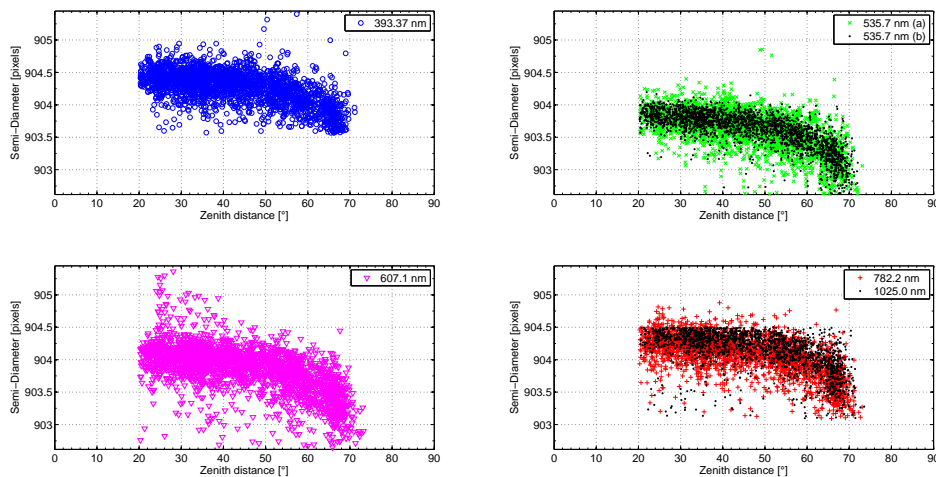 905
904.5
904
903.5
903
0 10 20 30 40 50 60 70 80 90
Semi−Diameter [pixels]
Zenith distance [°]
393.37 nm
905
904.5
904
903.5
903
0 10 20 30 40 50 60 70 80 90
Semi−Diameter [pixels]
Zenith distance [°]
535.7 nm (a)
535.7 nm (b)
905
904.5
904
903.5
903
0 10 20 30 40 50 60 70 80 90
Semi−Diameter [pixels]
Zenith distance [°]
607.1 nm
905
904.5
904
903.5
903
0 10 20 30 40 50 60 70 80 90
Semi−Diameter [pixels]
Zenith distance [°]
782.2 nm
1025.0 nm